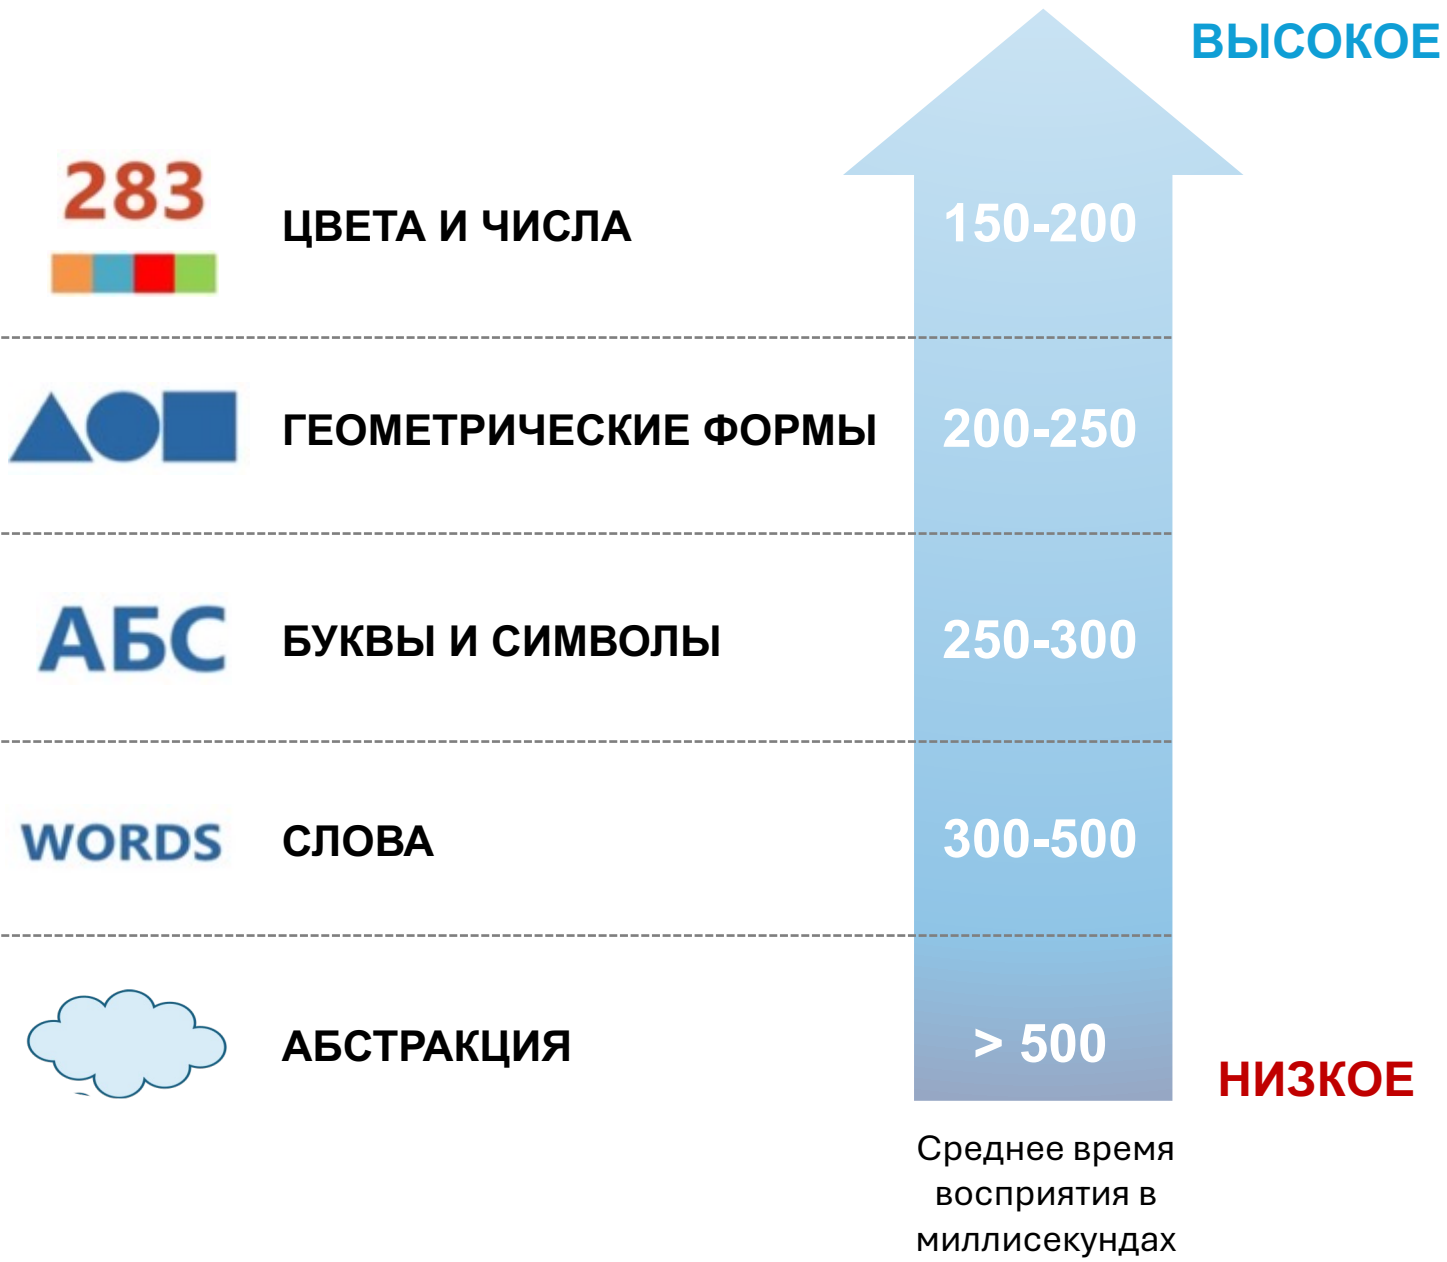 ВЫСОКОЕ
283
ЦВЕТА И ЧИСЛА
150-200
ГЕОМЕТРИЧЕСКИЕ ФОРМЫ
200-250
АБС
БУКВЫ И СИМВОЛЫ
250-300
WORDS
СЛОВА
300-500
АБСТРАКЦИЯ
> 500
НИЗКОЕ
Среднее время
восприятия в
миллисекундах